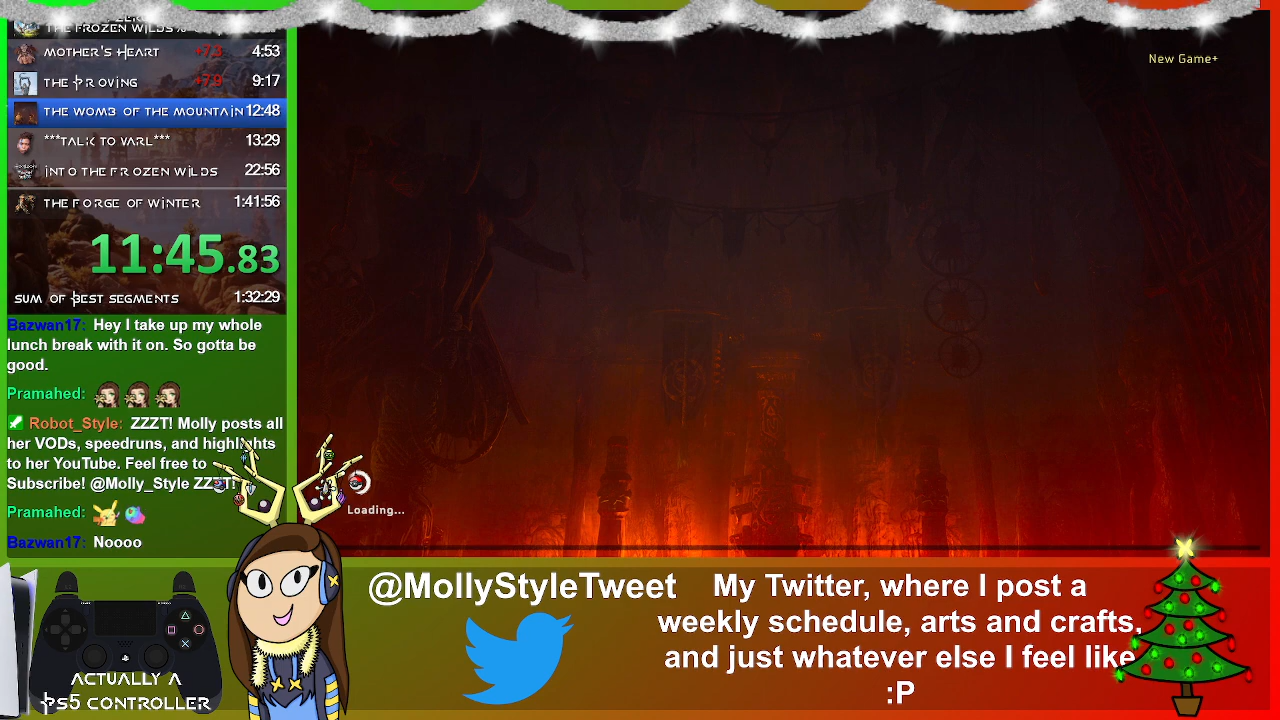 THE FROZEN WILDS%
MOTHER'S HEART +7.3 4:53
THE PROVING +7.9 9:17
THE WOMB OF THE MOUNTAIN 12:48
***TALK TO VARL*** 13:29
INTO THE FROZEN WILDS 22:56
THE FORGE OF WINTER 1:41:56
11:45.83
SUM OF BEST SEGMENTS 1:32:29
Bazwan17: Hey I take up my whole
lunch break with it on. So gotta be
good.
Pramahed:
Robot_Style: ZZZT! Molly posts all
her VODs, speedruns, and highlights
to her YouTube. Feel free to
Subscribe! @Molly_Style ZZZT!
Pramahed:
Bazwan17: Noooo
New Game+
Loading...
ACTUALLY A
PS5 CONTROLLER
@MollyStyleTweet
My Twitter, where I post a
weekly schedule, arts and crafts,
and just whatever else I feel like
:P